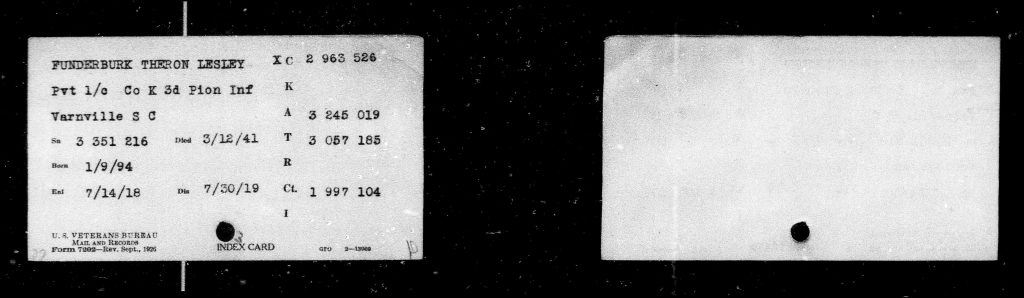 FUNDERBURK THERON LESLEY XC 2 963 526
Pvt 1/c Co K 3d Pion Inf K
Varnville S C A 3 245 019
Sn 3 351 216 Died 3/12/41 T 3 057 185
Born 1/9/94 R
Enl 7/14/18 Dis 7/30/19 Ct. 1 997 104
I
U. S. VETERANS BUREAU
MAIL AND RECORDS
Form 7202—Rev. Sept., 1926 INDEX CARD GPO